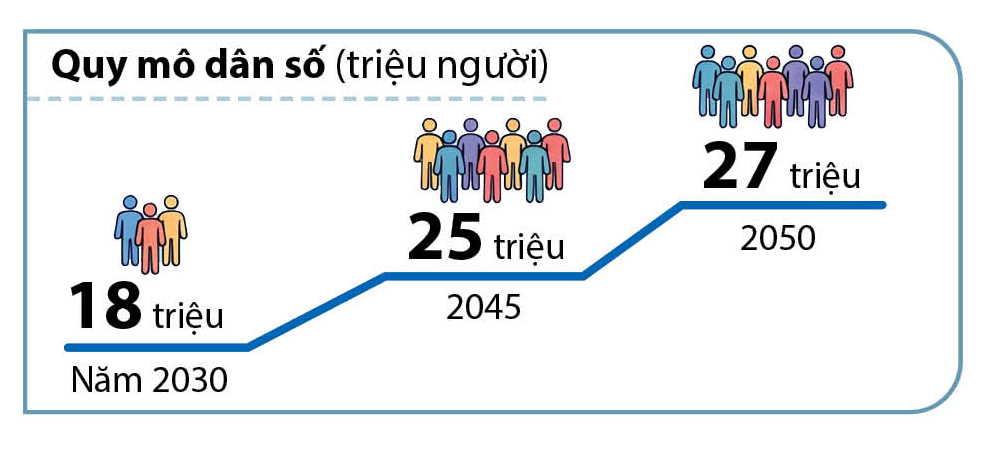 Quy mô dân số (triệu người)
18 triệu
Năm 2030
25 triệu
2045
27 triệu
2050